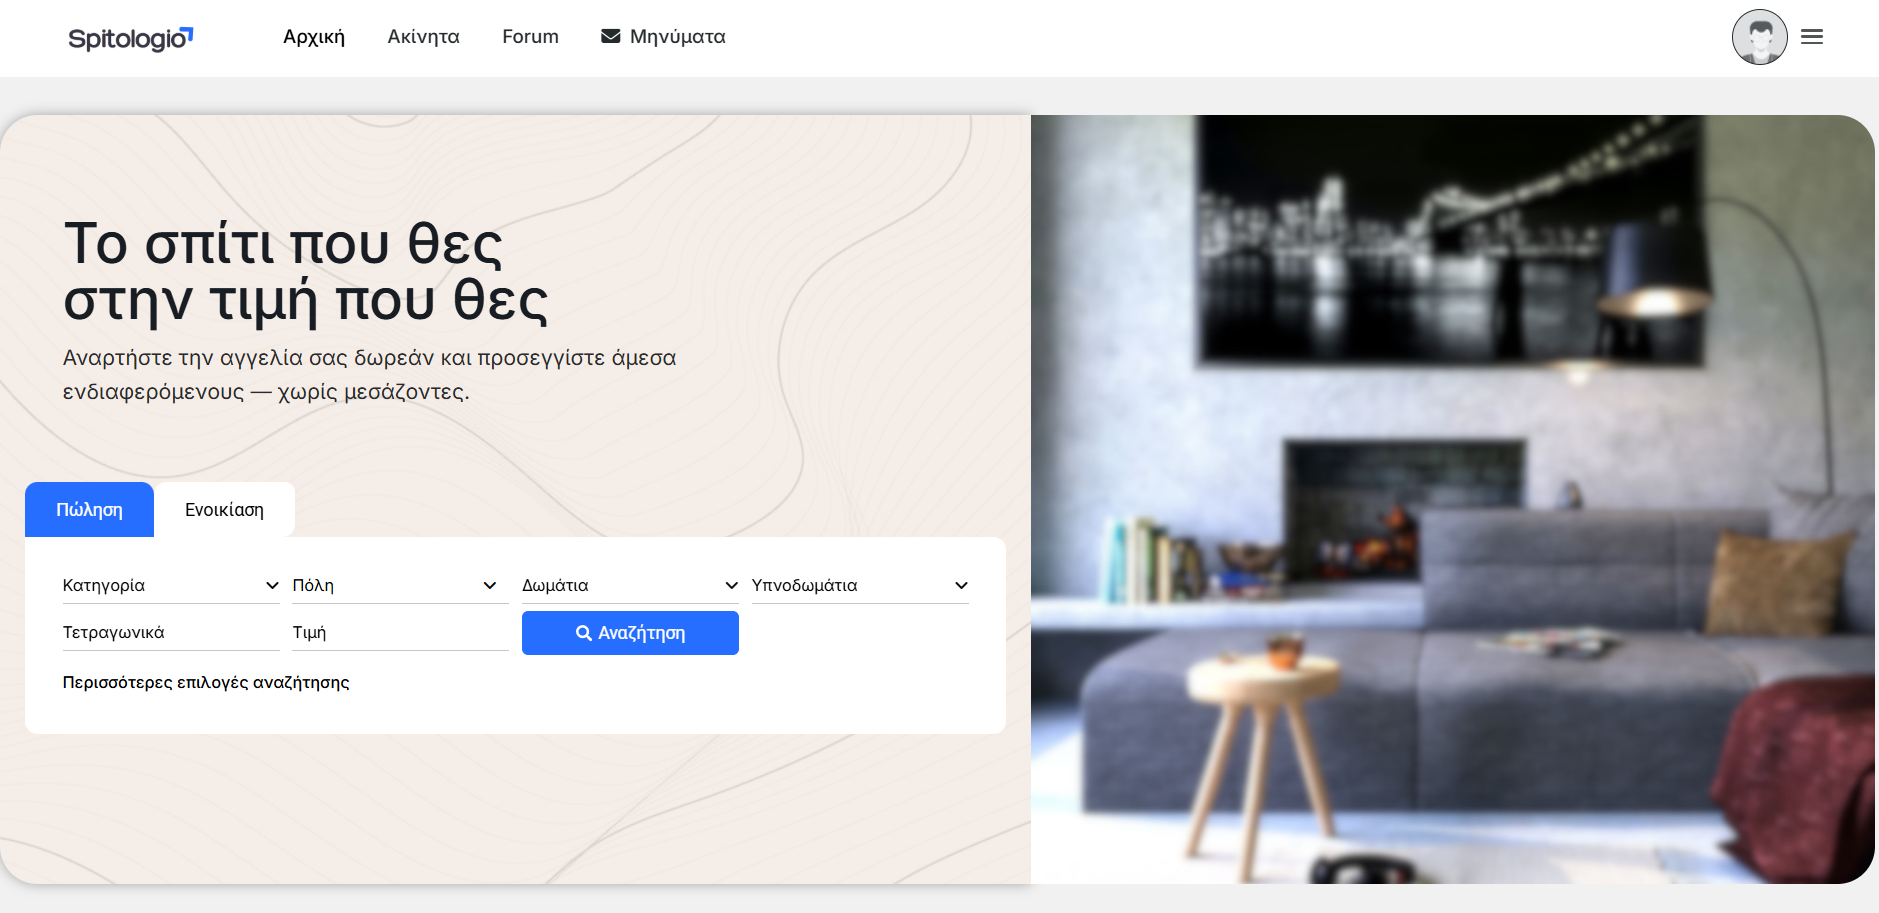 Spitologio
Αρχική
Ακίνητα
Forum
Μηνύματα
Το σπίτι που θες
στην τιμή που θες
Αναρτήστε την αγγελία σας δωρεάν και προσεγγίστε άμεσα
ενδιαφερόμενους — χωρίς μεσάζοντες.
Πώληση
Ενοικίαση
Κατηγορία
Πόλη
Δωμάτια
Υπνοδωμάτια
Τετραγωνικά
Τιμή
Αναζήτηση
Περισσότερες επιλογές αναζήτησης